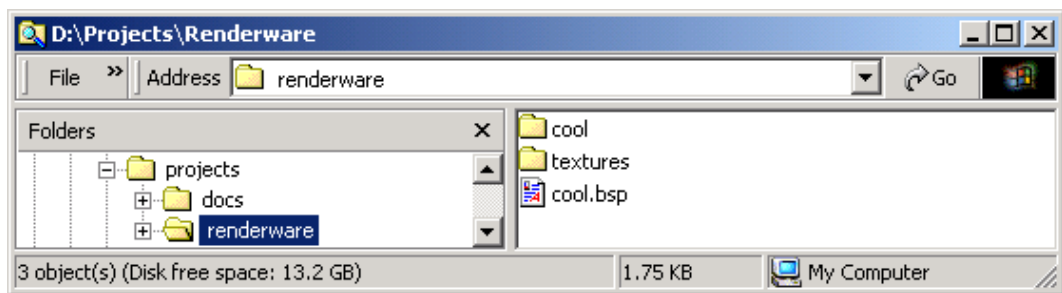 D:\Projects\Renderware
File » Address renderware Go
Folders
projects
docs
renderware
cool
textures
cool.bsp
3 object(s) (Disk free space: 13.2 GB) 1.75 KB My Computer